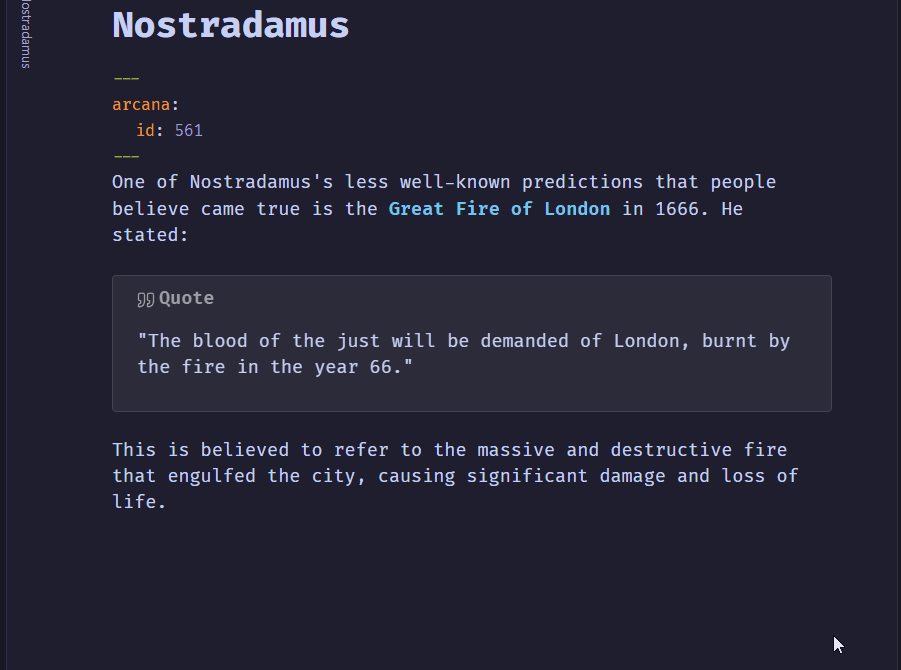 Nostradamus
Nostradamus
---
arcana:
id: 561
---
One of Nostradamus's less well-known predictions that people
believe came true is the Great Fire of London in 1666. He
stated:
Quote
"The blood of the just will be demanded of London, burnt by
the fire in the year 66."
This is believed to refer to the massive and destructive fire
that engulfed the city, causing significant damage and loss of
life.